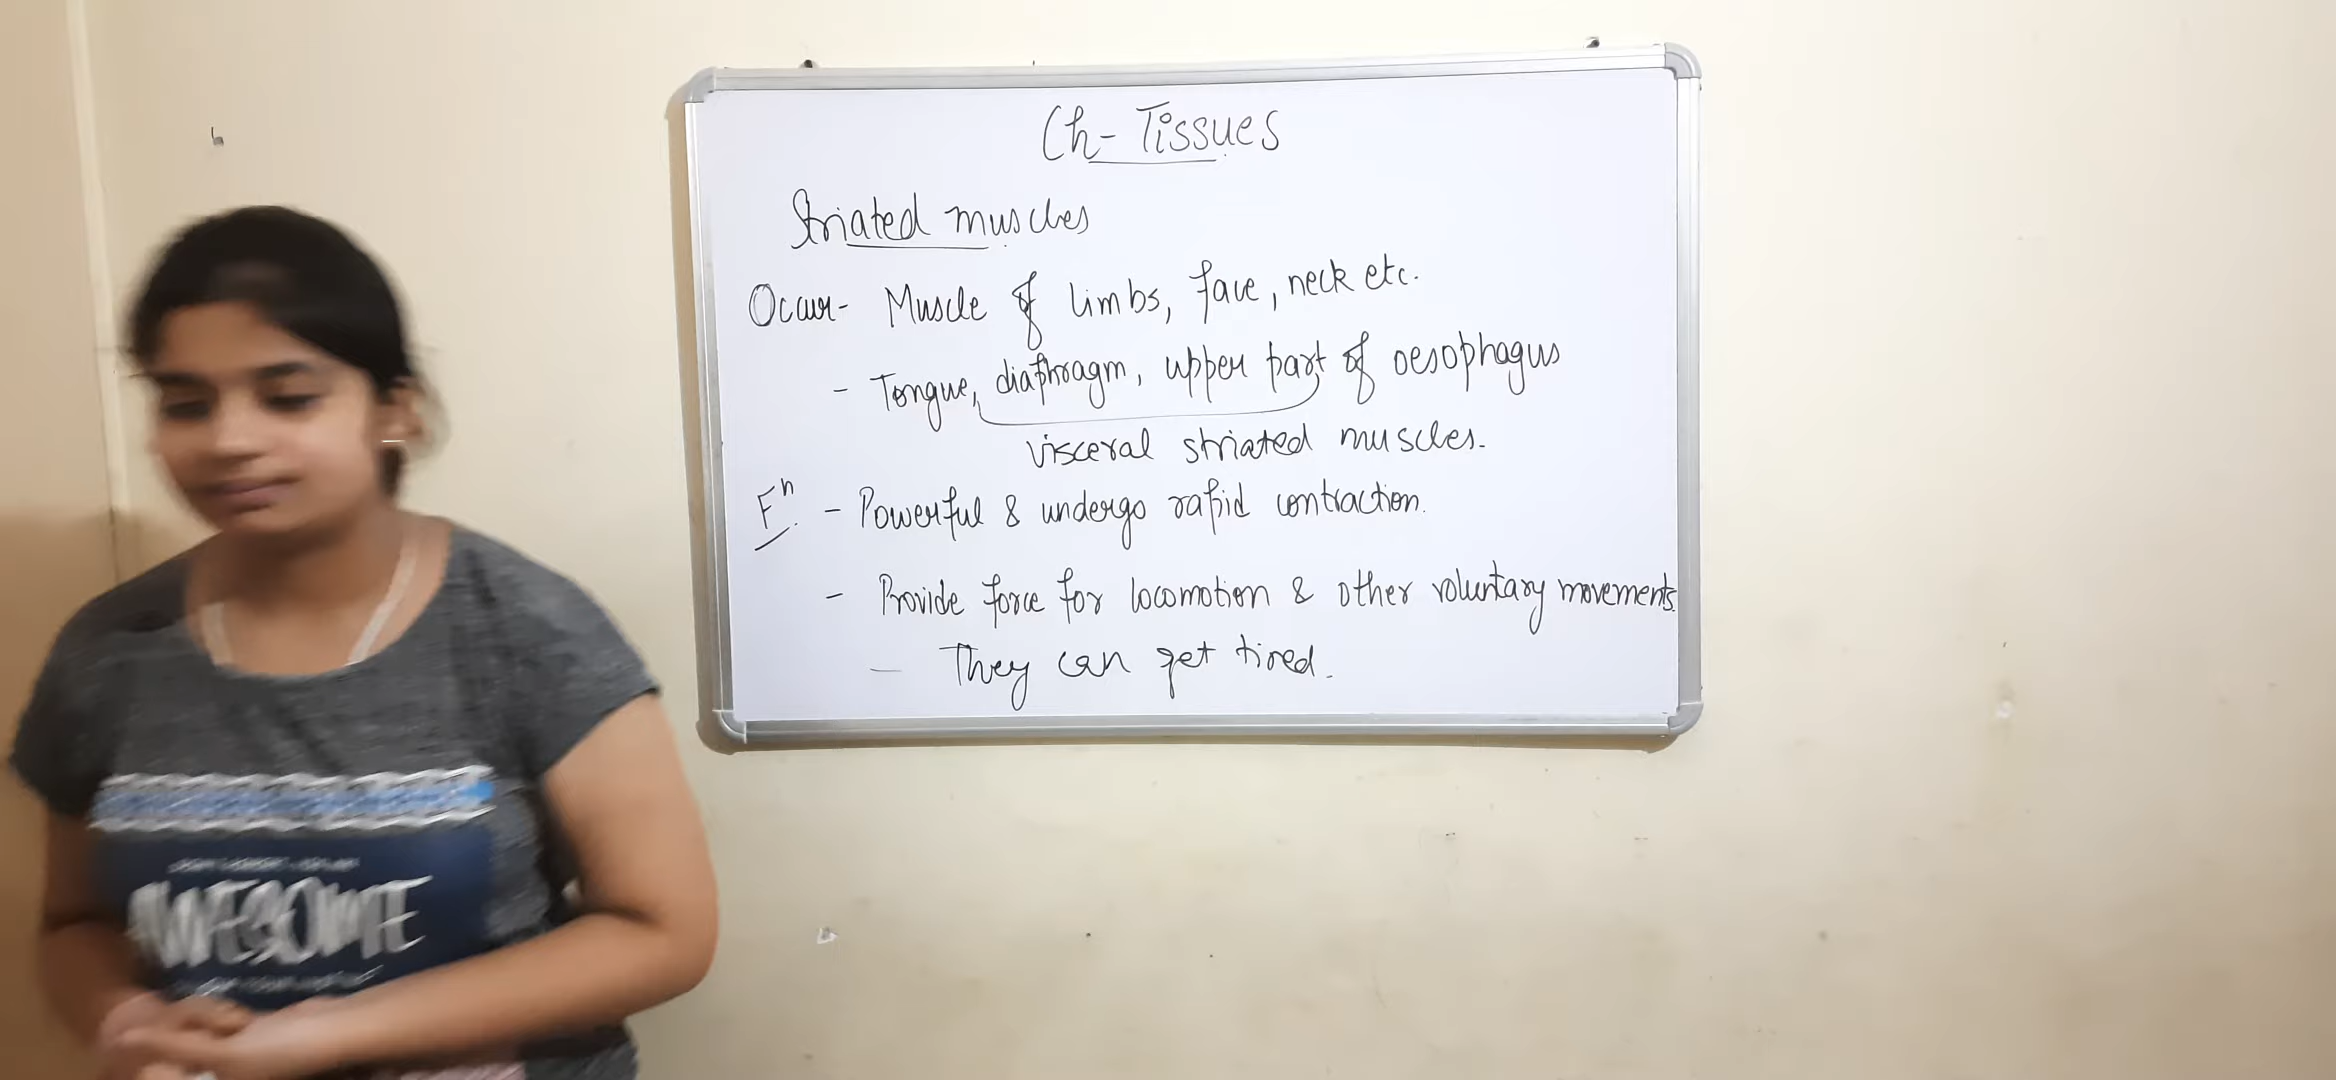 Ch- Tissues
Striated muscles
Occur- Muscle of limbs, face, neck etc.
- Tongue, diaphragm, upper part of oesophagus
visceral striated muscles.
Fn. - Powerful & undergo rapid contraction.
- Provide force for locomotion & other voluntary movements.
- They can get tired.
AWESOME